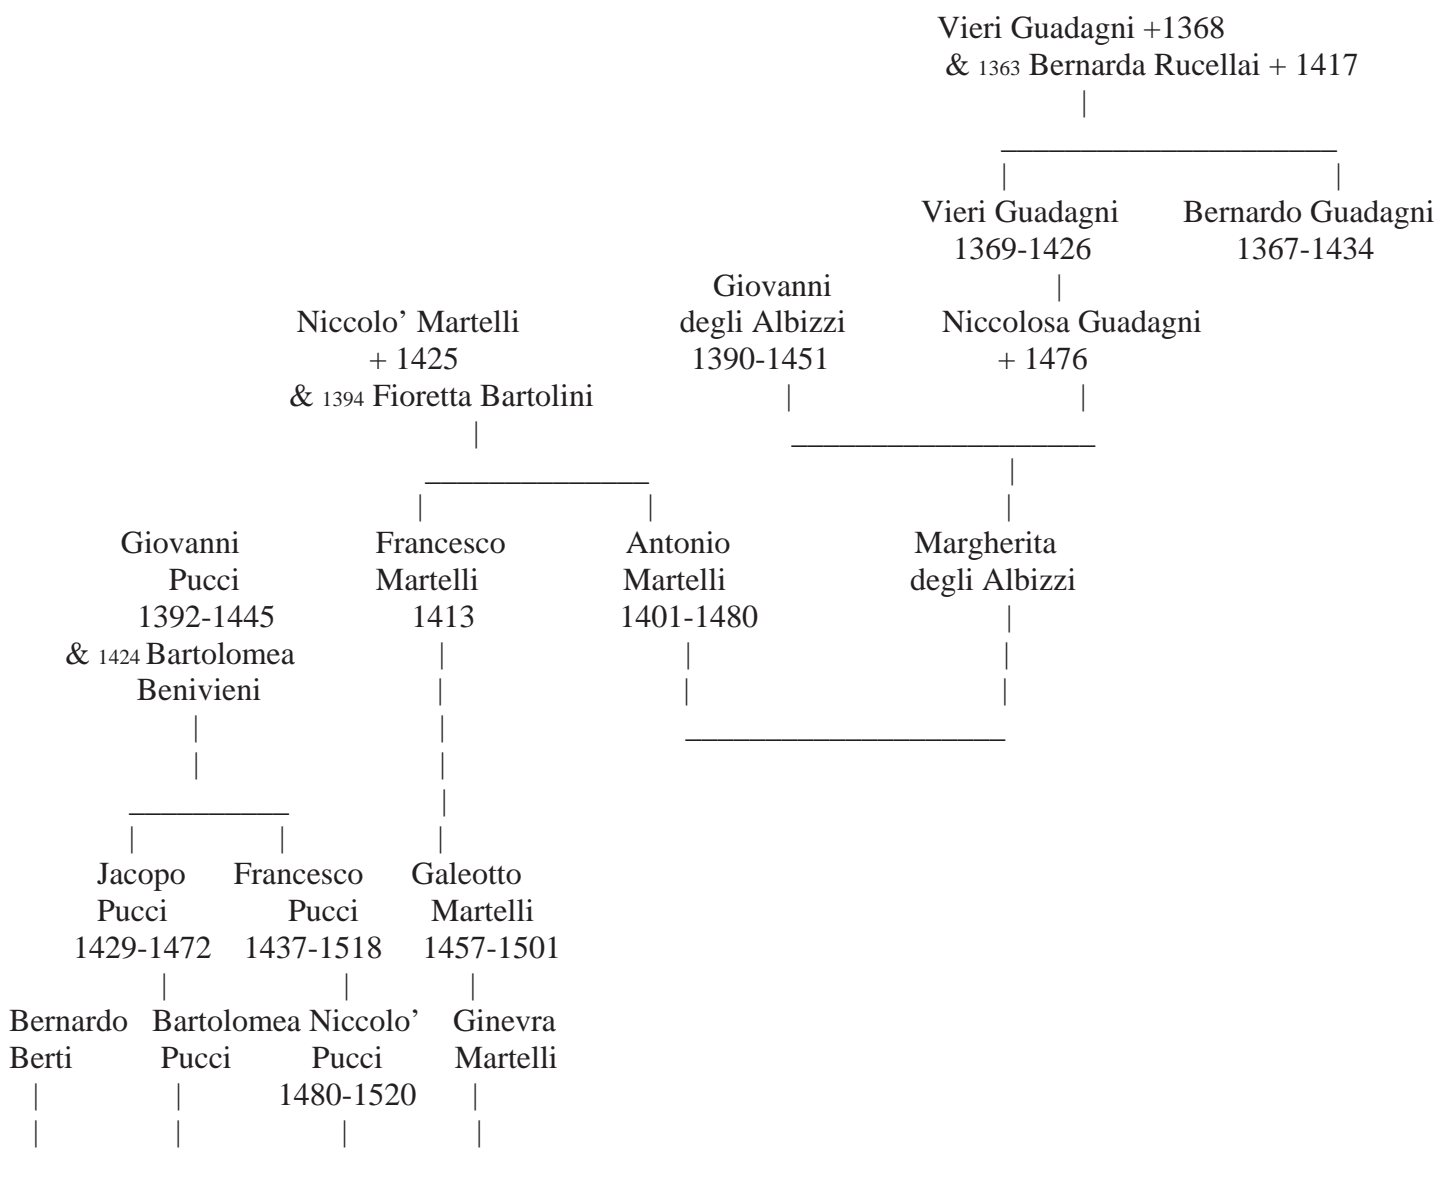 Vieri Guadagni +1368
& 1363 Bernarda Rucellai + 1417
Vieri Guadagni Bernardo Guadagni
1369-1426 1367-1434
Giovanni
Niccolo’ Martelli degli Albizzi Niccolosa Guadagni
+ 1425 1390-1451 + 1476
& 1394 Fioretta Bartolini
Giovanni Francesco Antonio Margherita
Pucci Martelli Martelli degli Albizzi
1392-1445 1413 1401-1480
& 1424 Bartolomea
Benivieni
Jacopo Francesco Galeotto
Pucci Pucci Martelli
1429-1472 1437-1518 1457-1501
Bernardo Bartolomea Niccolo’ Ginevra
Berti Pucci Pucci Martelli
1480-1520